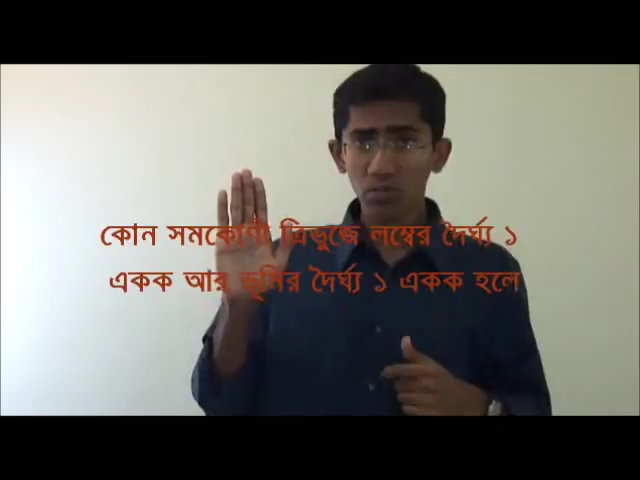 কোন সমকোণী ত্রিভুজে লম্বের দৈর্ঘ্য ১
একক আর ভূমির দৈর্ঘ্য ১ একক হলে